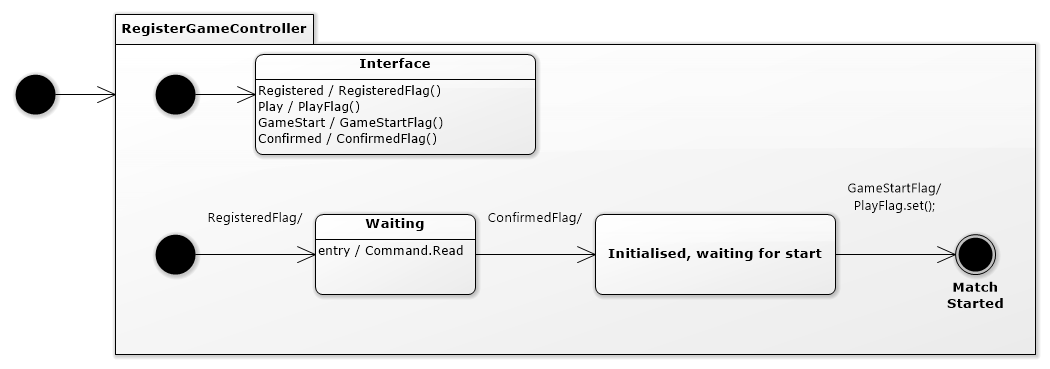 RegisterGameController
Interface
Registered / RegisteredFlag()
Play / PlayFlag()
GameStart / GameStartFlag()
Confirmed / ConfirmedFlag()
RegisteredFlag/
Waiting
entry / Command.Read
ConfirmedFlag/
Initialised, waiting for start
GameStartFlag/
PlayFlag.set();
Match
Started